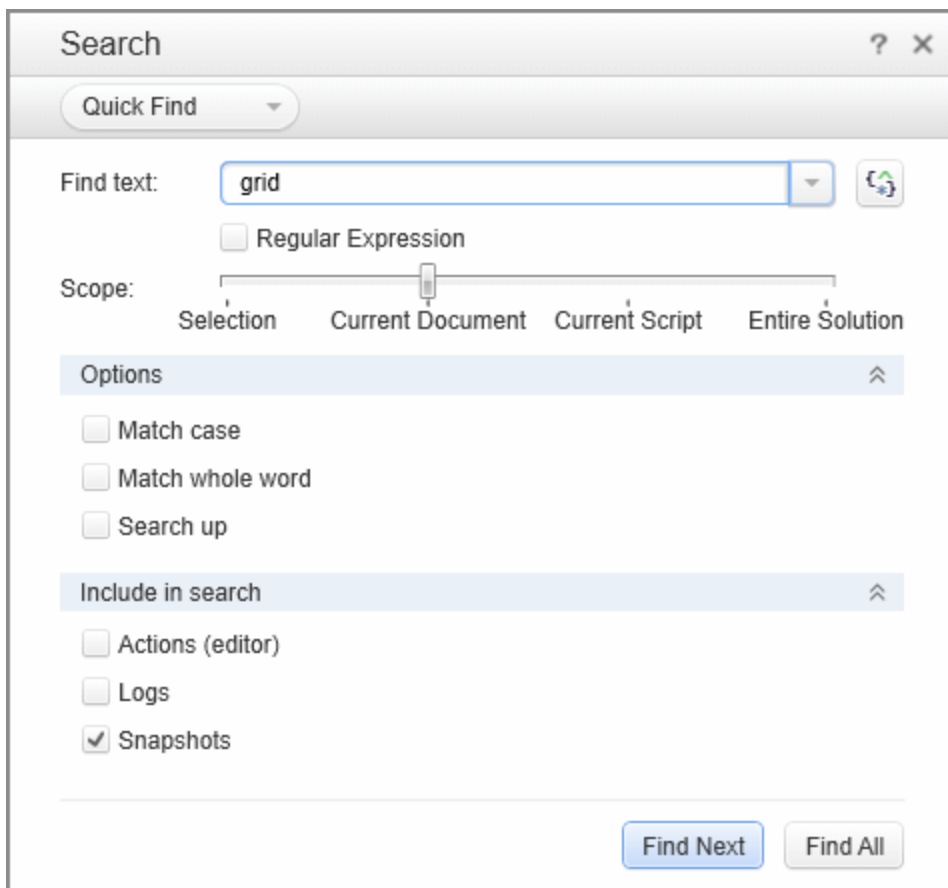 Search
Quick Find
Find text: grid
Regular Expression
Scope:
Selection Current Document Current Script Entire Solution
Options
Match case
Match whole word
Search up
Include in search
Actions (editor)
Logs
Snapshots
Find Next Find All